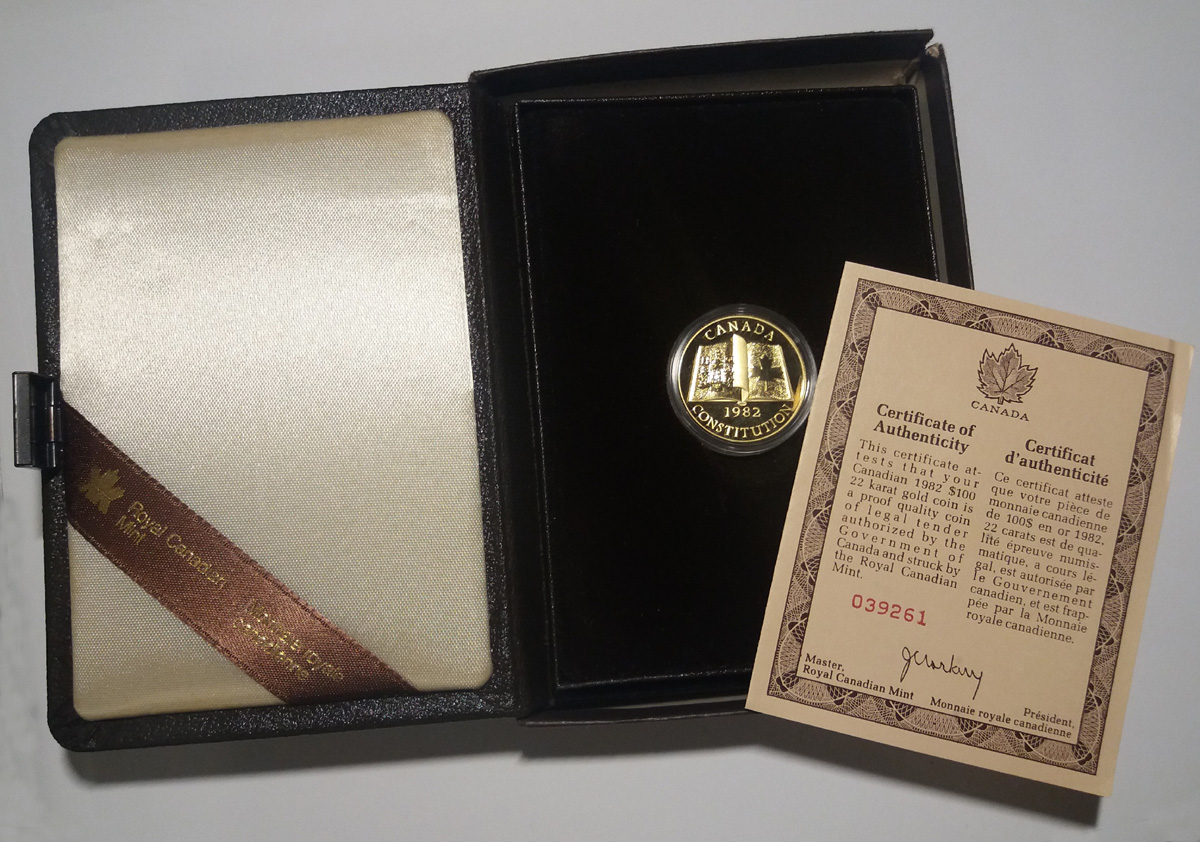 Royal Canadian
Mint
Monnaie royale
canadienne
CANADA
1982
CONSTITUTION
CANADA
Certificate of
Authenticity
This certificate at-
tests that your
Canadian 1982 $100
22 karat gold coin is
a proof quality coin
of legal tender
authorized by the
Government of
Canada and struck by
the Royal Canadian
Mint.
039261
Certificat
d'authenticité
Ce certificat atteste
que votre pièce de
monnaie canadienne
de 100$ en or 1982,
22 carats est de qua-
lité épreuve numis-
matique, a cours lé-
gal, est autorisée par
le Gouvernement
canadien, et est frap-
pée par la Monnaie
royale canadienne.
Master,
Royal Canadian Mint
Président,
Monnaie royale canadienne